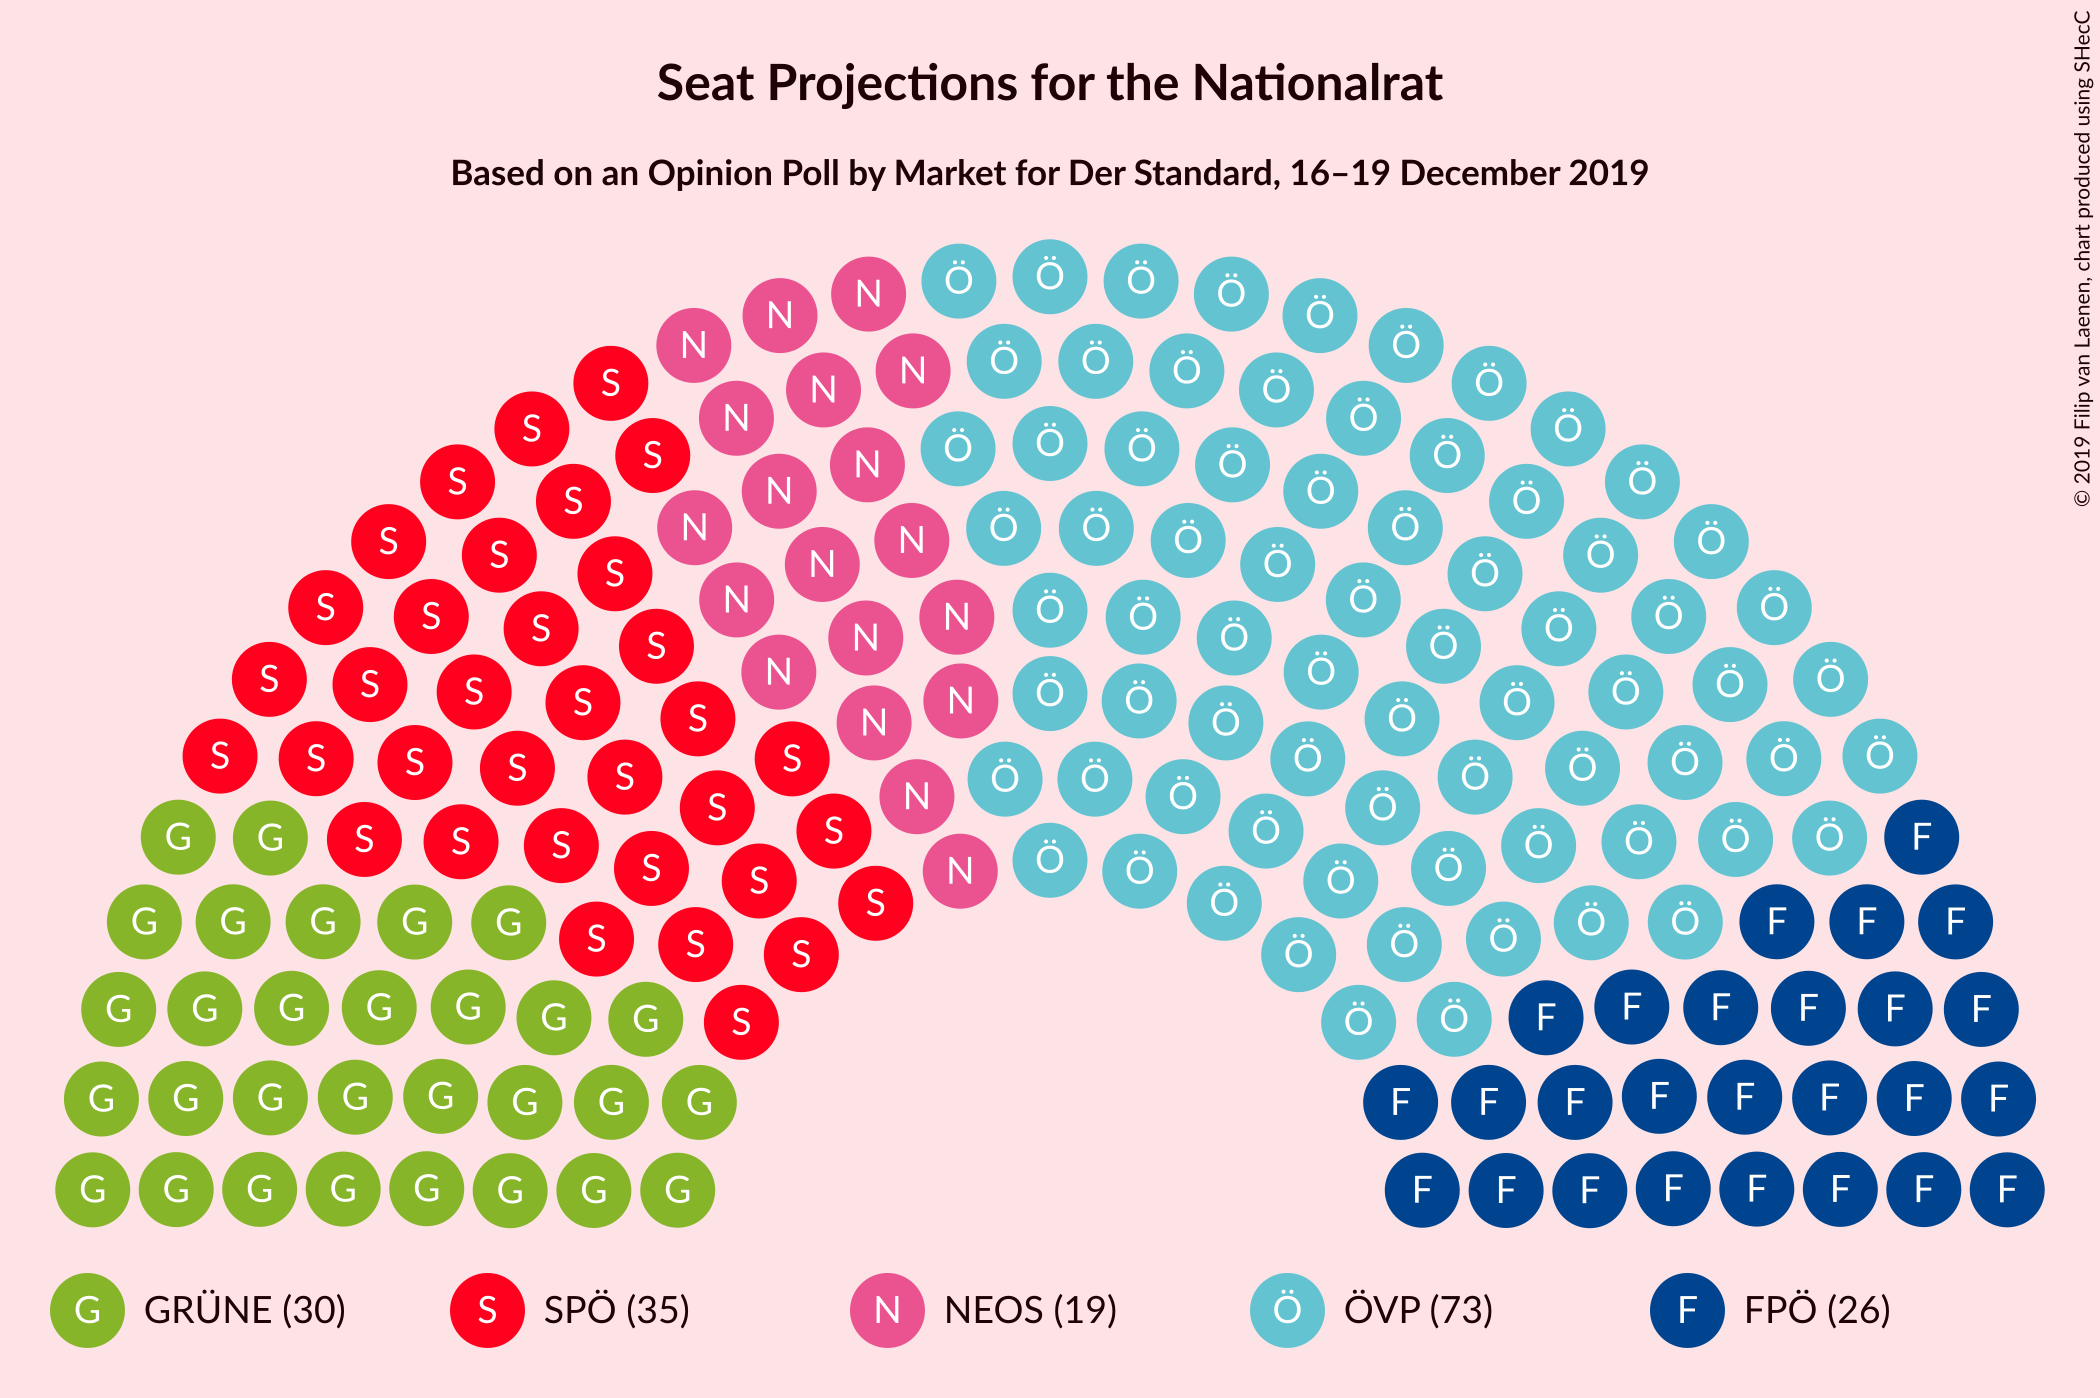 Seat Projections for the Nationalrat
Based on an Opinion Poll by Market for Der Standard, 16–19 December 2019
© 2019 Filip van Laenen, chart produced using SHecC
N N N Ö Ö Ö Ö Ö Ö
S N N N Ö Ö Ö Ö Ö Ö
S S N N Ö Ö Ö Ö Ö Ö Ö
S S N N N Ö Ö Ö Ö Ö Ö Ö
S S S N N N Ö Ö Ö Ö Ö Ö Ö
S S S S N N N Ö Ö Ö Ö Ö Ö Ö
S S S S S N N Ö Ö Ö Ö Ö Ö Ö Ö
S S S S S S N Ö Ö Ö Ö Ö Ö Ö Ö Ö
G G S S S S S S N Ö Ö Ö Ö Ö Ö Ö Ö Ö F
G G G G G S S S S Ö Ö Ö Ö Ö Ö F F F
G G G G G G G S Ö Ö F F F F F F
G G G G G G G G F F F F F F F F
G G G G G G G G F F F F F F F F
G GRÜNE (30) S SPÖ (35) N NEOS (19) Ö ÖVP (73) F FPÖ (26)